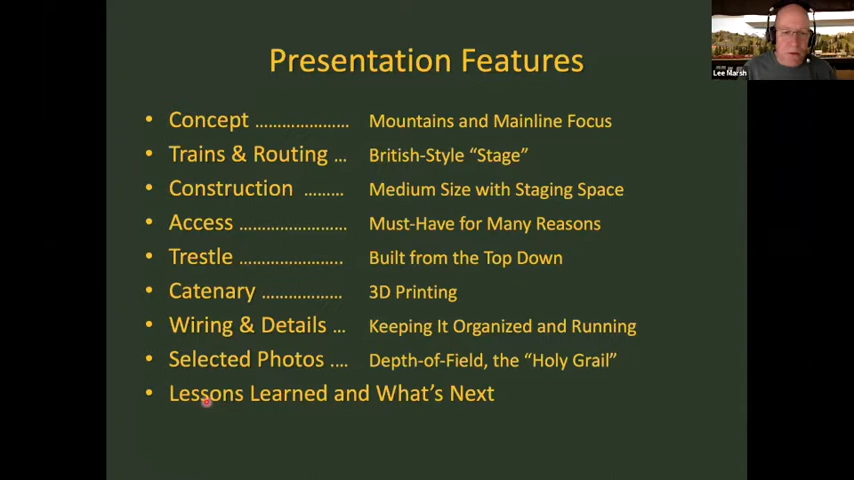 Presentation Features
Lee Marsh
• Concept ………………… Mountains and Mainline Focus
• Trains & Routing … British-Style “Stage”
• Construction ……… Medium Size with Staging Space
• Access …………………… Must-Have for Many Reasons
• Trestle ………………….. Built from the Top Down
• Catenary ……………… 3D Printing
• Wiring & Details … Keeping It Organized and Running
• Selected Photos .… Depth-of-Field, the “Holy Grail”
• Lessons Learned and What’s Next